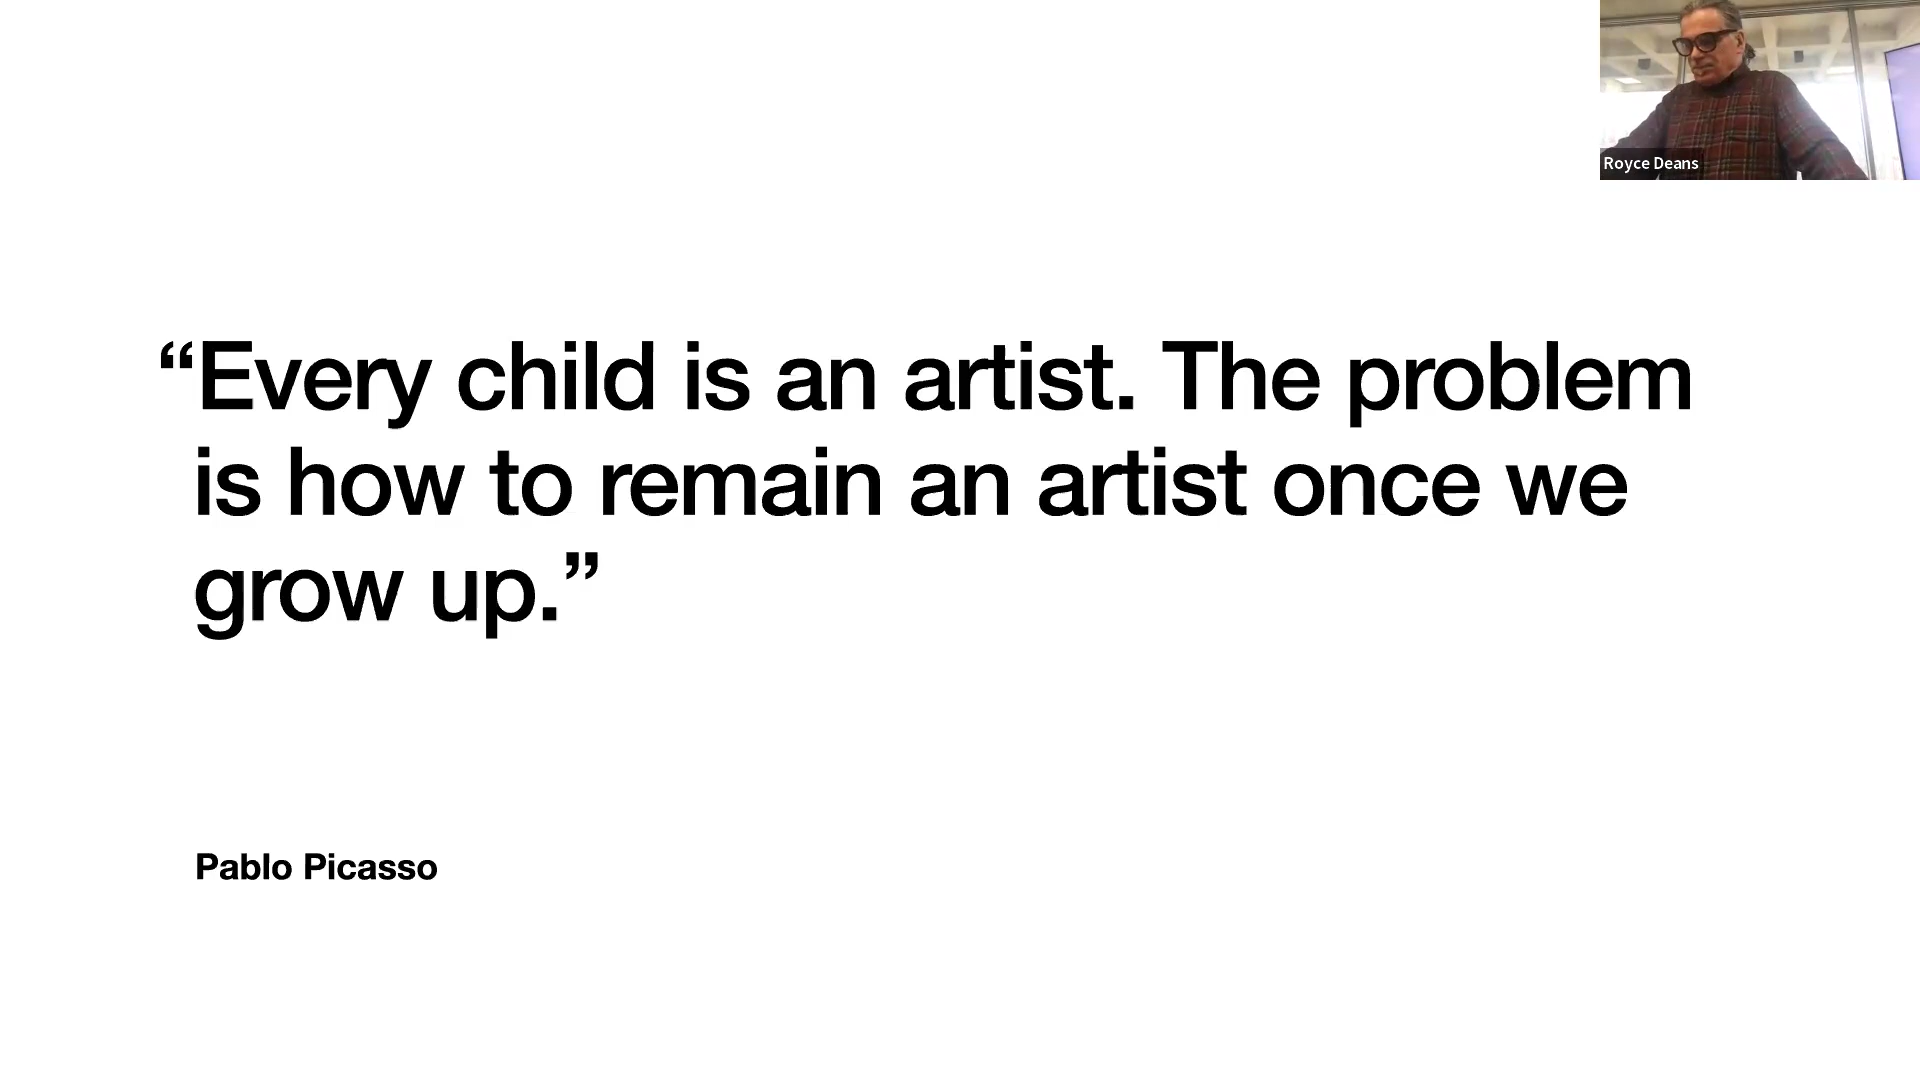 Royce Deans
“Every child is an artist. The problem
is how to remain an artist once we
grow up.”
Pablo Picasso